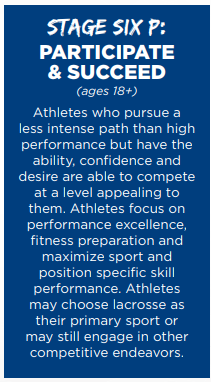 STAGE SIX P:
PARTICIPATE
& SUCCEED
(ages 18+)
Athletes who pursue a
less intense path than high
performance but have the
ability, confidence and
desire are able to compete
at a level appealing to
them. Athletes focus on
performance excellence,
fitness preparation and
maximize sport and
position specific skill
performance. Athletes
may choose lacrosse as
their primary sport or
may still engage in other
competitive endeavors.